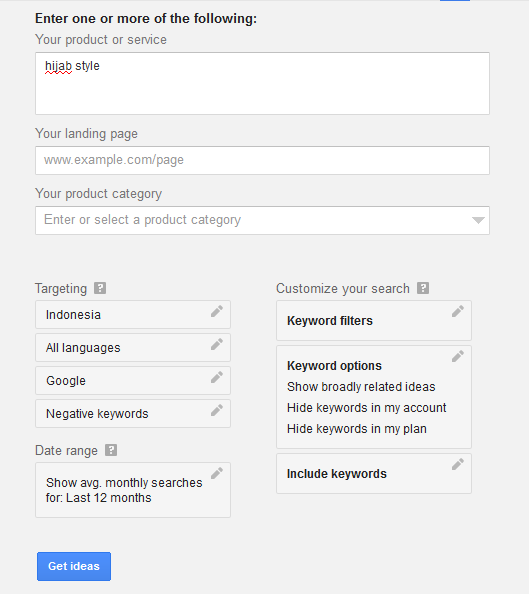 Enter one or more of the following:
Your product or service
hijab style
Your landing page
www.example.com/page
Your product category
Enter or select a product category
Targeting ?
Indonesia
All languages
Google
Negative keywords
Date range ?
Show avg. monthly searches
for: Last 12 months
Customize your search ?
Keyword filters
Keyword options
Show broadly related ideas
Hide keywords in my account
Hide keywords in my plan
Include keywords
Get ideas